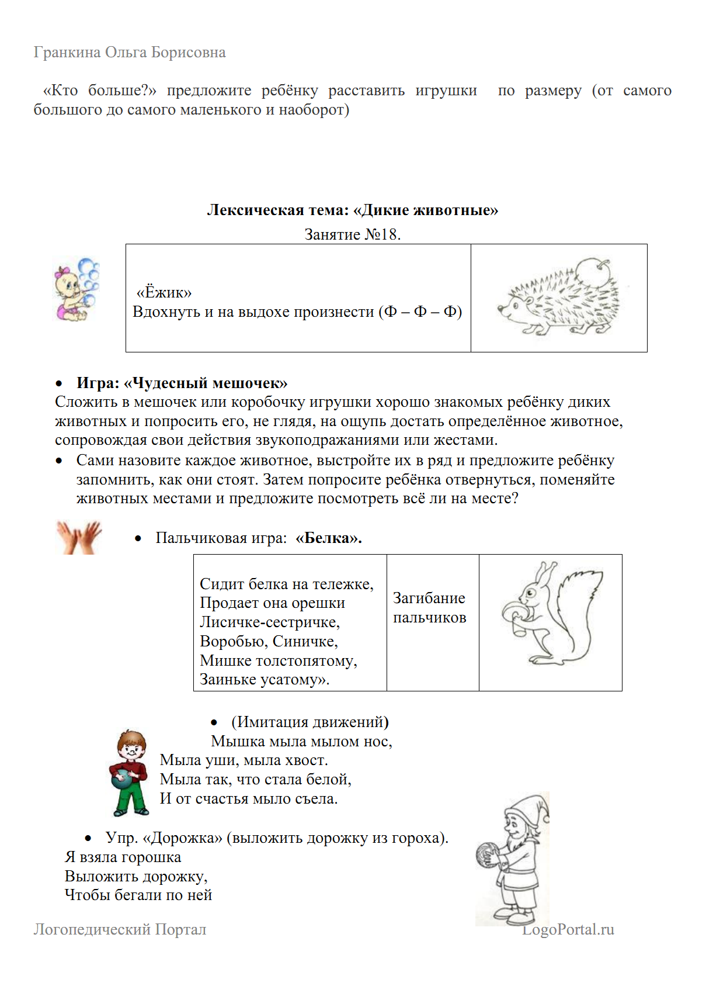 Гранкина Ольга Борисовна
«Кто больше?» предложите ребёнку расставить игрушки по размеру (от самого
большого до самого маленького и наоборот)
Лексическая тема: «Дикие животные»
Занятие №18.
«Ёжик»
Вдохнуть и на выдохе произнести (Ф – Ф – Ф)
• Игра: «Чудесный мешочек»
Сложить в мешочек или коробочку игрушки хорошо знакомых ребёнку диких
животных и попросить его, не глядя, на ощупь достать определённое животное,
сопровождая свои действия звукоподражаниями или жестами.
• Сами назовите каждое животное, выстройте их в ряд и предложите ребёнку
запомнить, как они стоят. Затем попросите ребёнка отвернуться, поменяйте
животных местами и предложите посмотреть всё ли на месте?
• Пальчиковая игра: «Белка».
Сидит белка на тележке,
Продает она орешки
Лисичке-сестричке,
Воробью, Синичке,
Мишке толстопятому,
Заиньке усатому».
Загибание
пальчиков
• (Имитация движений)
Мышка мыла мылом нос,
Мыла уши, мыла хвост.
Мыла так, что стала белой,
И от счастья мыло съела.
• Упр. «Дорожка» (выложить дорожку из гороха).
Я взяла горошка
Выложить дорожку,
Чтобы бегали по ней
Логопедический Портал LogoPortal.ru